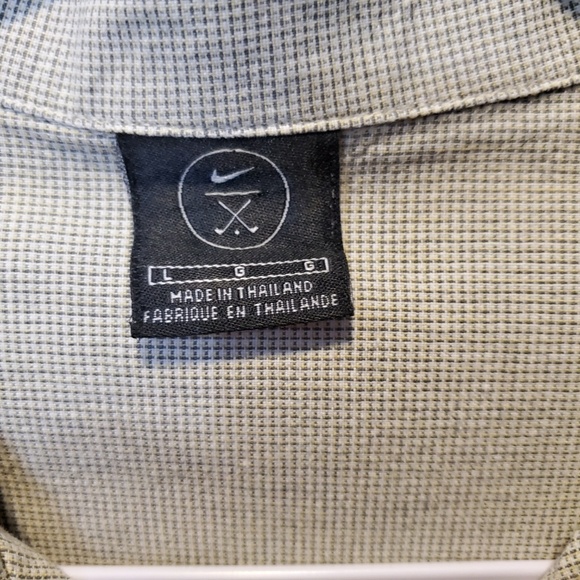 L G G
MADE IN THAILAND
FABRIQUE EN THAILANDE